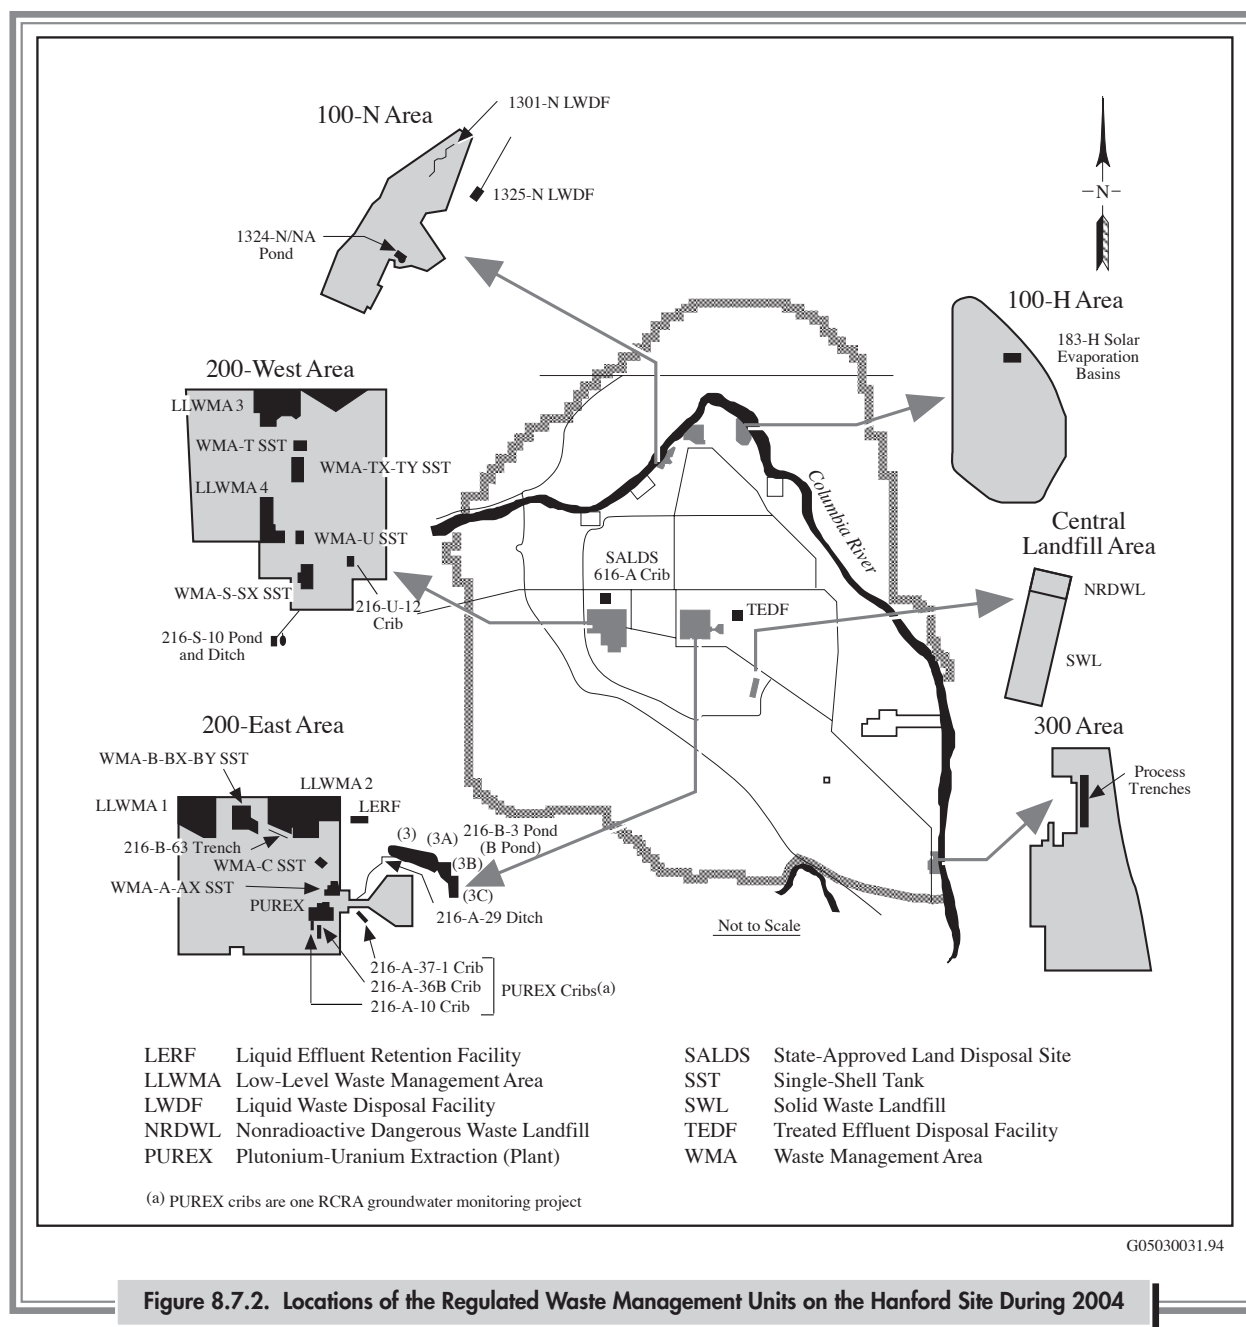 100-N Area
1301-N LWDF
1325-N LWDF
1324-N/NA
Pond
N
100-H Area
183-H Solar
Evaporation
Basins
200-West Area
LLWMA 3
WMA-T SST
WMA-TX-TY SST
LLWMA 4
WMA-U SST
WMA-S-SX SST
216-U-12
Crib
216-S-10 Pond
and Ditch
Columbia River
SALDS
616-A Crib
TEDF
Central
Landfill Area
NRDWL
SWL
200-East Area
WMA-B-BX-BY SST
LLWMA 2
LLWMA 1
LERF
216-B-63 Trench
WMA-C SST
WMA-A-AX SST
PUREX
(3)
(3A)
216-B-3 Pond
(B Pond)
(3B)
(3C)
216-A-29 Ditch
216-A-37-1 Crib
216-A-36B Crib
216-A-10 Crib
PUREX Cribs(a)
300 Area
Process
Trenches
Not to Scale
LERF Liquid Effluent Retention Facility
LLWMA Low-Level Waste Management Area
LWDF Liquid Waste Disposal Facility
NRDWL Nonradioactive Dangerous Waste Landfill
PUREX Plutonium-Uranium Extraction (Plant)
SALDS State-Approved Land Disposal Site
SST Single-Shell Tank
SWL Solid Waste Landfill
TEDF Treated Effluent Disposal Facility
WMA Waste Management Area
(a) PUREX cribs are one RCRA groundwater monitoring project
G05030031.94
Figure 8.7.2. Locations of the Regulated Waste Management Units on the Hanford Site During 2004